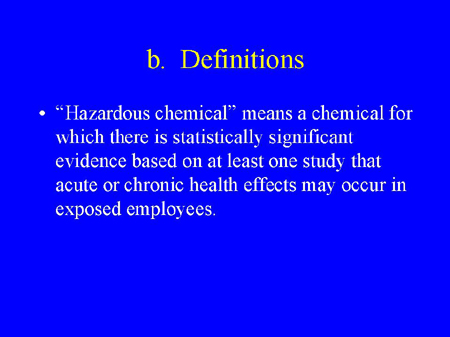 b.  Definitions
• “Hazardous chemical” means a chemical for
which there is statistically significant
evidence based on at least one study that
acute or chronic health effects may occur in
exposed employees.